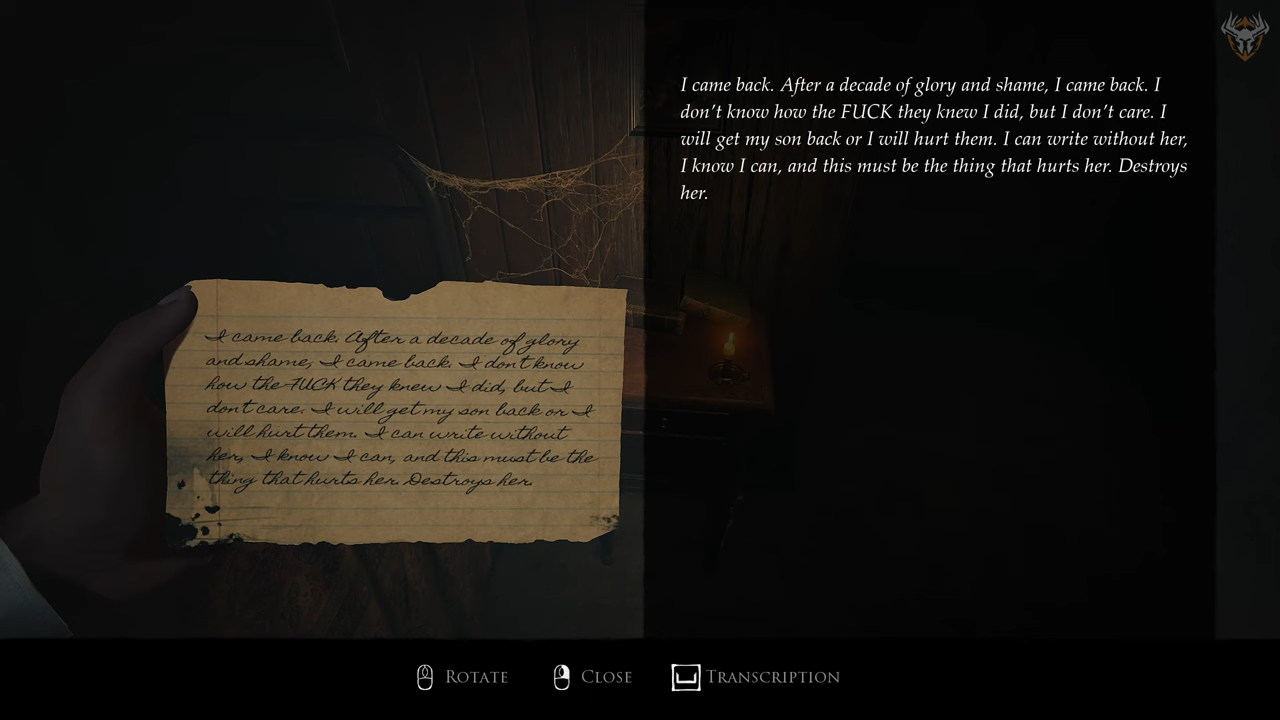 I came back. After a decade of glory and shame, I came back. I
don't know how the FUCK they knew I did, but I don't care. I
will get my son back or I will hurt them. I can write without her,
I know I can, and this must be the thing that hurts her. Destroys
her.
I came back. After a decade of glory
and shame, I came back. I don't know
how the FUCK they knew I did, but I
don't care. I will get my son back or I
will hurt them. I can write without
her, I know I can, and this must be the
thing that hurts her. Destroys her.
ROTATE
CLOSE
TRANSCRIPTION